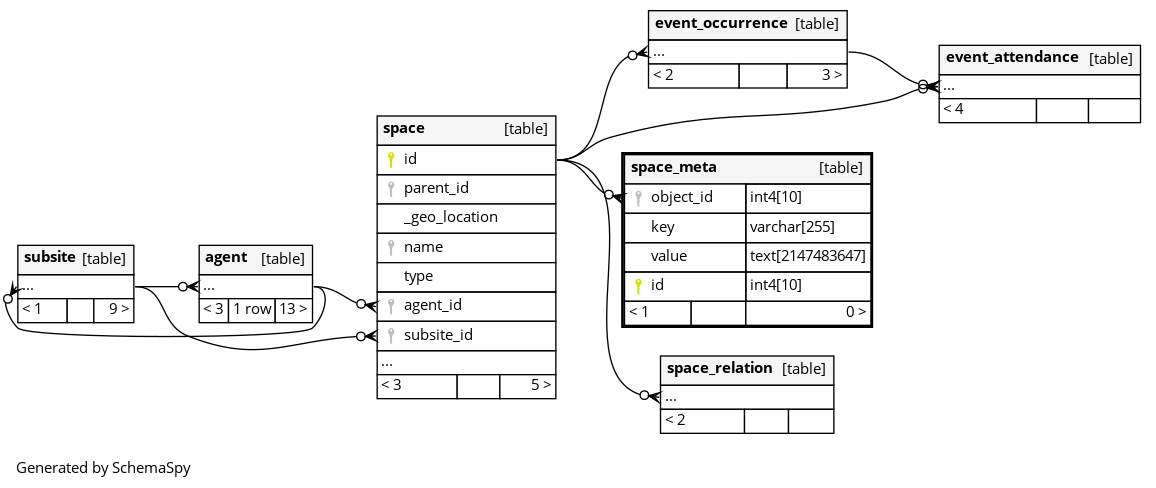 event_occurrence [table]
...
< 2 3 >
event_attendance [table]
...
< 4
space [table]
id
parent_id
_geo_location
name
type
agent_id
subsite_id
...
< 3 5 >
space_meta [table]
object_id int4[10]
key varchar[255]
value text[2147483647]
id int4[10]
< 1 0 >
subsite [table]
...
< 1 9 >
agent [table]
...
< 3 1 row 13 >
space_relation [table]
...
< 2
Generated by SchemaSpy